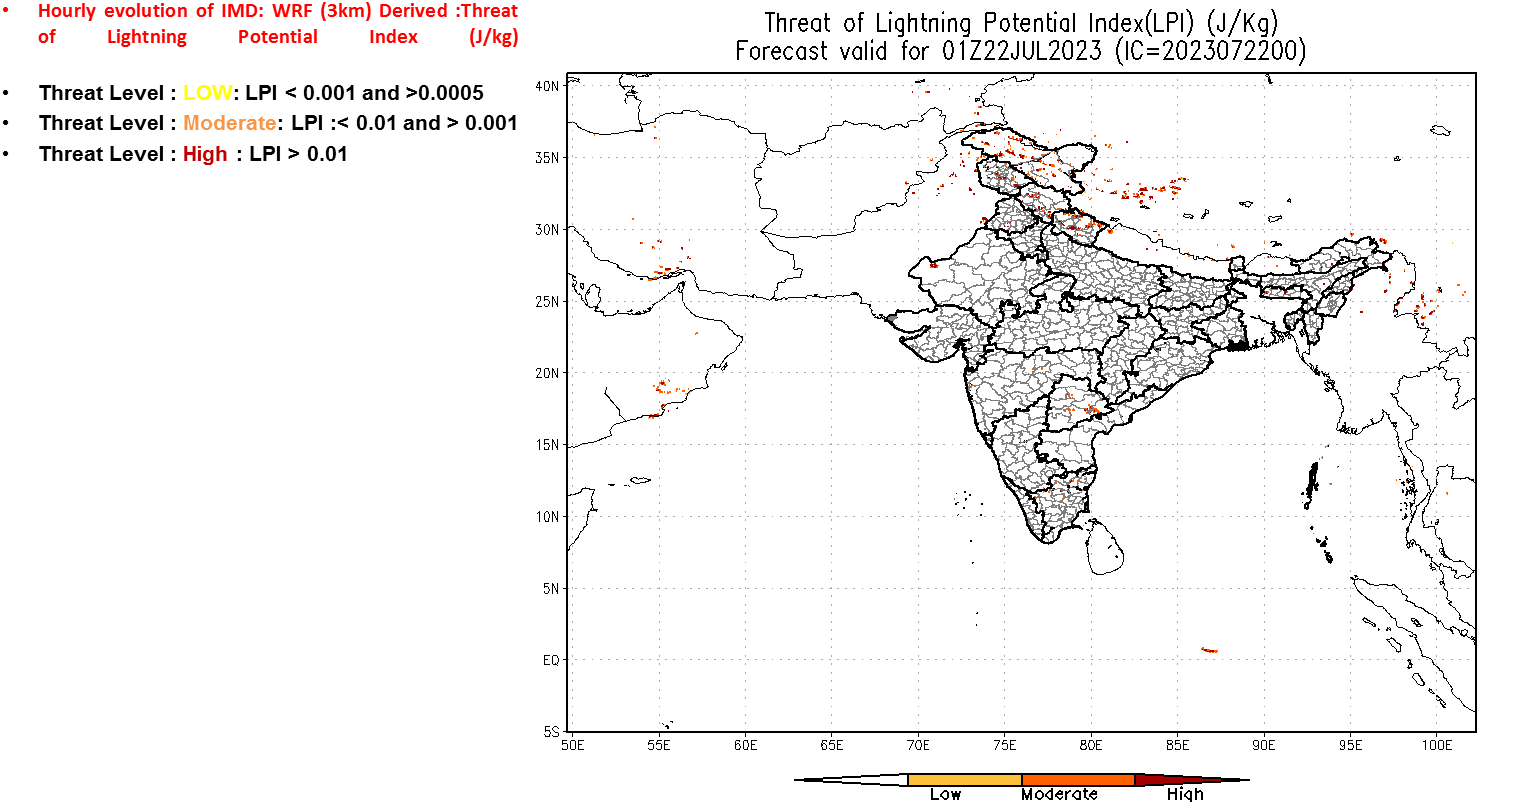 • Hourly evolution of IMD: WRF (3km) Derived :Threat
of Lightning Potential Index (J/kg)
• Threat Level : LOW: LPI < 0.001 and >0.0005
• Threat Level : Moderate: LPI :< 0.01 and > 0.001
• Threat Level : High : LPI > 0.01
Threat of Lightning Potential Index(LPI) (J/Kg)
Forecast valid for 01Z22JUL2023 (IC=2023072200)
40N
35N
30N
25N
20N
15N
10N
5N
EQ
5S
50E 55E 60E 65E 70E 75E 80E 85E 90E 95E 100E
Low Moderate High